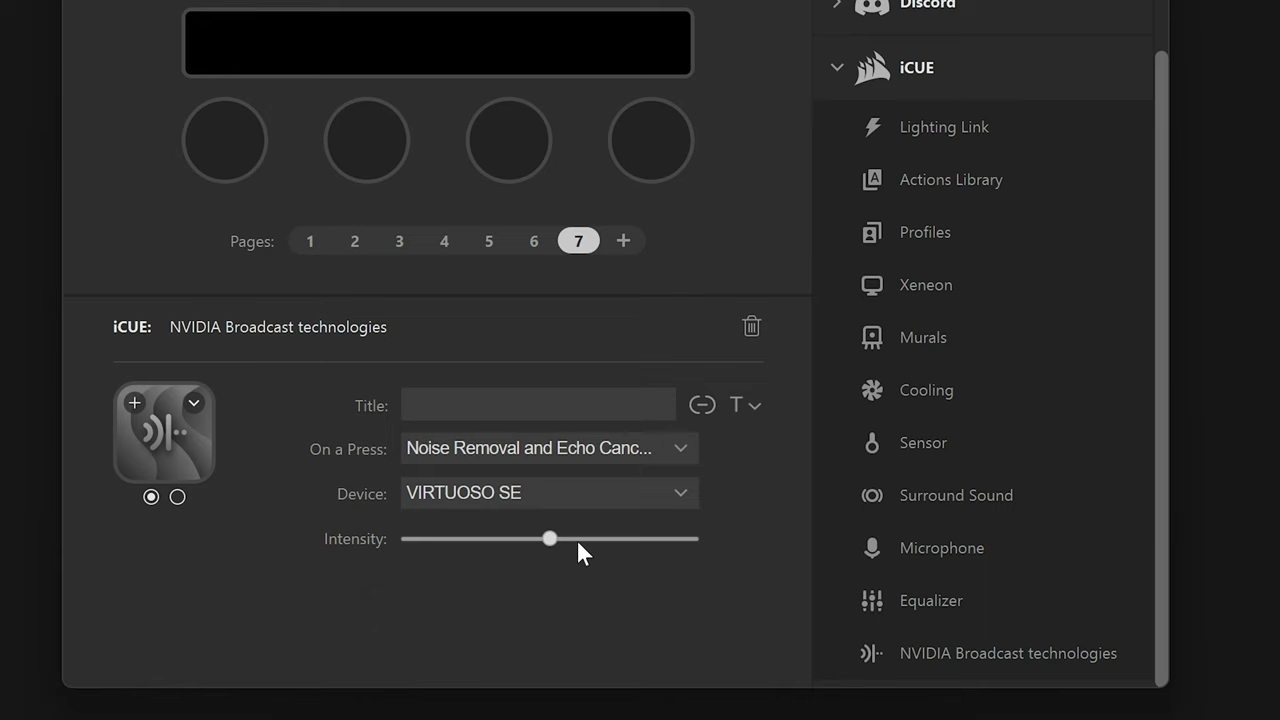 Discord
iCUE
Lighting Link
Actions Library
Profiles
Pages: 1 2 3 4 5 6 7 +
Xeneon
iCUE: NVIDIA Broadcast technologies
Murals
Cooling
Title:
T
On a Press: Noise Removal and Echo Canc...
Sensor
Device: VIRTUOSO SE
Surround Sound
Intensity:
Microphone
Equalizer
NVIDIA Broadcast technologies